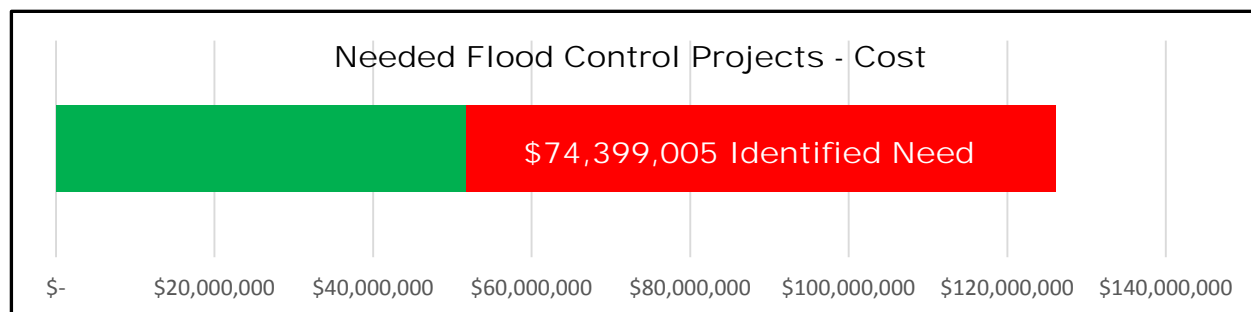 Needed Flood Control Projects - Cost
$74,399,005 Identified Need
$- $20,000,000 $40,000,000 $60,000,000 $80,000,000 $100,000,000 $120,000,000 $140,000,000